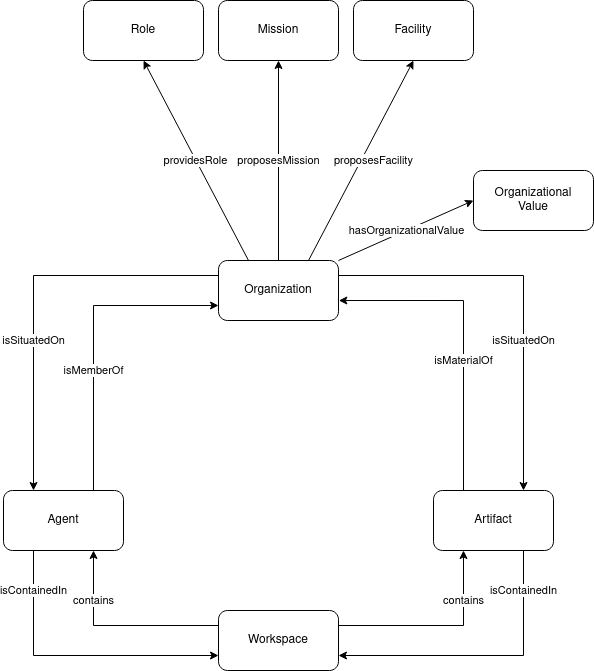 Role
Mission
Facility
providesRole
proposesMission
proposesFacility
Organizational
Value
hasOrganizationalValue
Organization
isSituatedOn
isSituatedOn
isMemberOf
isMaterialOf
Agent
Artifact
isContainedIn
contains
contains
isContainedIn
Workspace